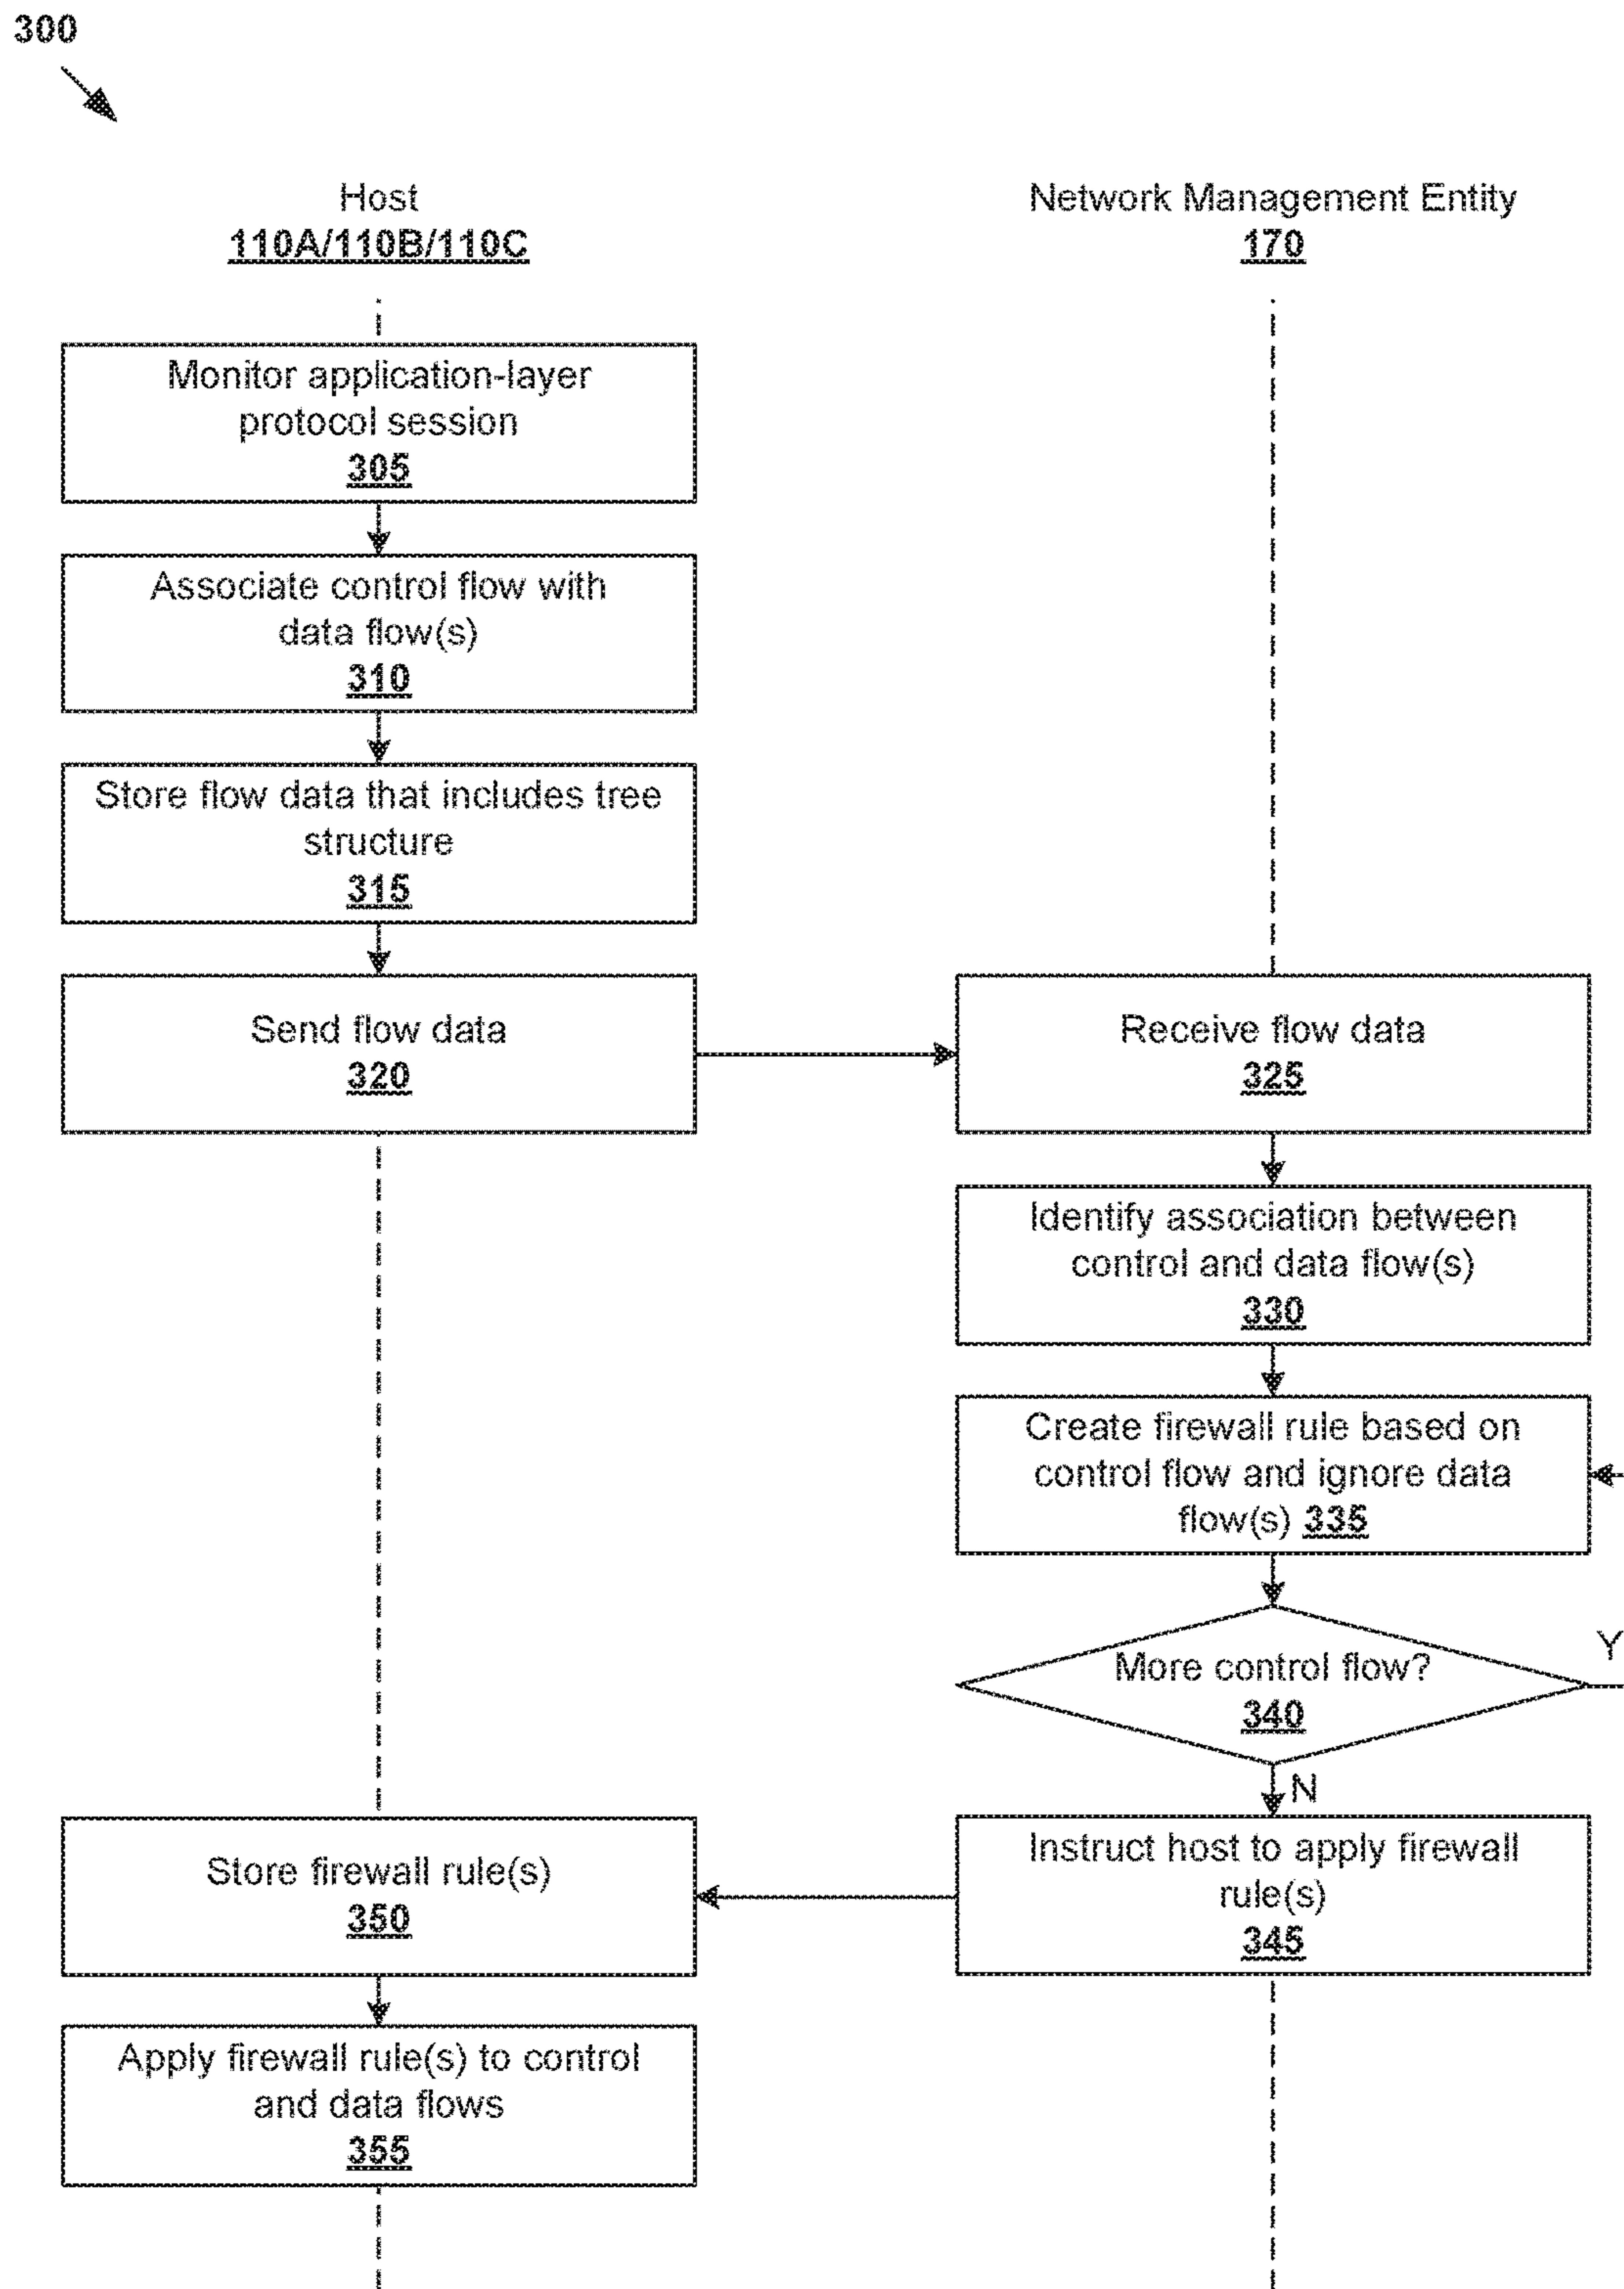 300
Host
110A/110B/110C
Network Management Entity
170
Monitor application-layer
protocol session
305
Associate control flow with
data flow(s)
310
Store flow data that includes tree
structure
315
Send flow data
320
Receive flow data
325
Identify association between
control and data flow(s)
330
Create firewall rule based on
control flow and ignore data
flow(s) 335
More control flow?
340
Y
N
Instruct host to apply firewall
rule(s)
345
Store firewall rule(s)
350
Apply firewall rule(s) to control
and data flows
355